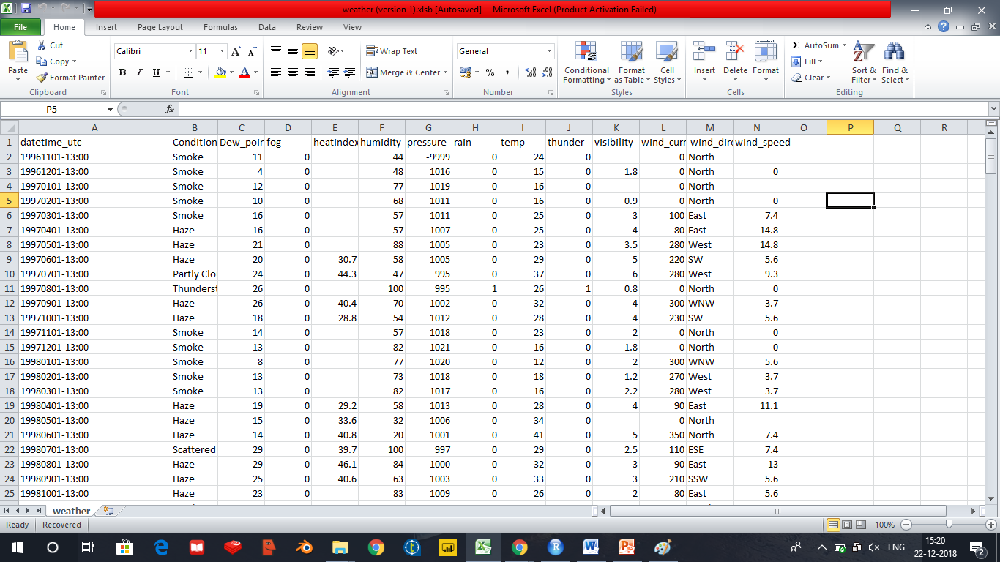 weather (version 1).xlsb [Autosaved] - Microsoft Excel (Product Activation Failed)
File Home Insert Page Layout Formulas Data Review View
Paste Cut Copy Format Painter Clipboard
Calibri 11 B I U Font
Wrap Text Merge & Center Alignment
General % , Number
Conditional Formatting Format as Table Cell Styles Styles
Insert Delete Format Cells
AutoSum Fill Clear Sort & Filter Find & Select Editing
P5 fx
A B C D E F G H I J K L M N O P Q R
1 datetime_utc Condition Dew_poin fog heatindex humidity pressure rain temp thunder visibility wind_curr wind_dire wind_speed
2 19961101-13:00 Smoke 11 0 44 -9999 0 24 0 0 North
3 19961201-13:00 Smoke 4 0 48 1016 0 15 0 1.8 0 North 0
4 19970101-13:00 Smoke 12 0 77 1019 0 16 0 0 North
5 19970201-13:00 Smoke 10 0 68 1011 0 16 0 0.9 0 North 0
6 19970301-13:00 Smoke 16 0 57 1011 0 25 0 3 100 East 7.4
7 19970401-13:00 Haze 16 0 57 1007 0 25 0 4 80 East 14.8
8 19970501-13:00 Haze 21 0 88 1005 0 23 0 3.5 280 West 14.8
9 19970601-13:00 Haze 20 0 30.7 58 1005 0 29 0 5 220 SW 5.6
10 19970701-13:00 Partly Clou 24 0 44.3 47 995 0 37 0 6 280 West 9.3
11 19970801-13:00 Thunderst 26 0 100 995 1 26 1 0.8 0 North 0
12 19970901-13:00 Haze 26 0 40.4 70 1002 0 32 0 4 300 WNW 3.7
13 19971001-13:00 Haze 18 0 28.8 54 1012 0 28 0 4 230 SW 5.6
14 19971101-13:00 Smoke 14 0 57 1018 0 23 0 2 0 North 0
15 19971201-13:00 Smoke 13 0 82 1021 0 16 0 1.8 0 North 0
16 19980101-13:00 Smoke 8 0 77 1020 0 12 0 2 300 WNW 5.6
17 19980201-13:00 Smoke 13 0 73 1018 0 18 0 1.2 270 West 3.7
18 19980301-13:00 Smoke 13 0 82 1017 0 16 0 2.2 280 West 3.7
19 19980401-13:00 Haze 19 0 29.2 58 1013 0 28 0 4 90 East 11.1
20 19980501-13:00 Haze 15 0 33.6 32 1006 0 34 0 0 North
21 19980601-13:00 Haze 14 0 40.8 20 1001 0 41 0 5 350 North 7.4
22 19980701-13:00 Scattered 29 0 39.7 100 997 0 29 0 2.5 110 ESE 7.4
23 19980801-13:00 Haze 29 0 46.1 84 1000 0 32 0 3 90 East 13
24 19980901-13:00 Haze 25 0 40.6 63 1003 0 33 0 3 210 SSW 5.6
25 19981001-13:00 Haze 23 0 83 1009 0 26 0 2 80 East 5.6
weather
Ready Recovered 100%
ENG 15:20
22-12-2018 2